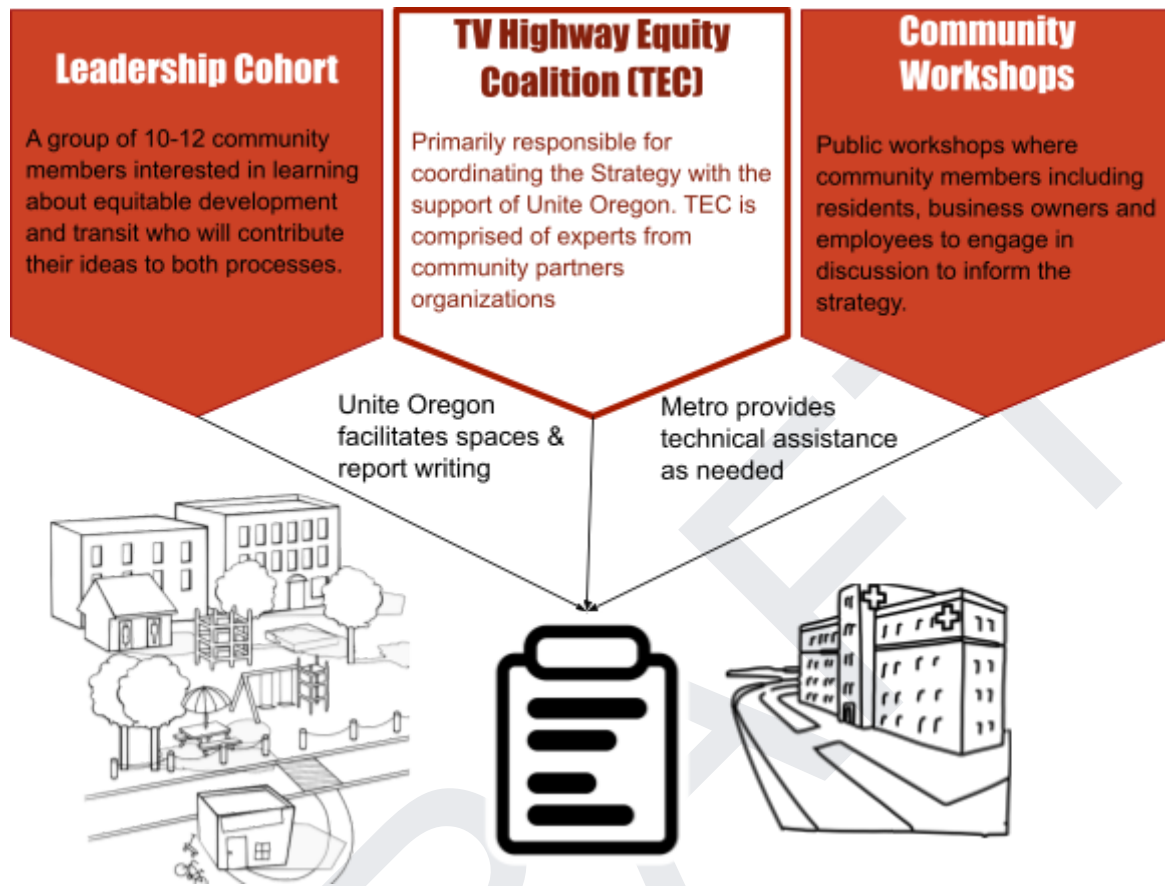 Leadership Cohort
A group of 10-12 community
members interested in learning
about equitable development
and transit who will contribute
their ideas to both processes.
TV Highway Equity
Coalition (TEC)
Primarily responsible for
coordinating the Strategy with the
support of Unite Oregon. TEC is
comprised of experts from
community partners
organizations
Community
Workshops
Public workshops where
community members including
residents, business owners and
employees to engage in
discussion to inform the
strategy.
Unite Oregon
facilitates spaces &
report writing
Metro provides
technical assistance
as needed